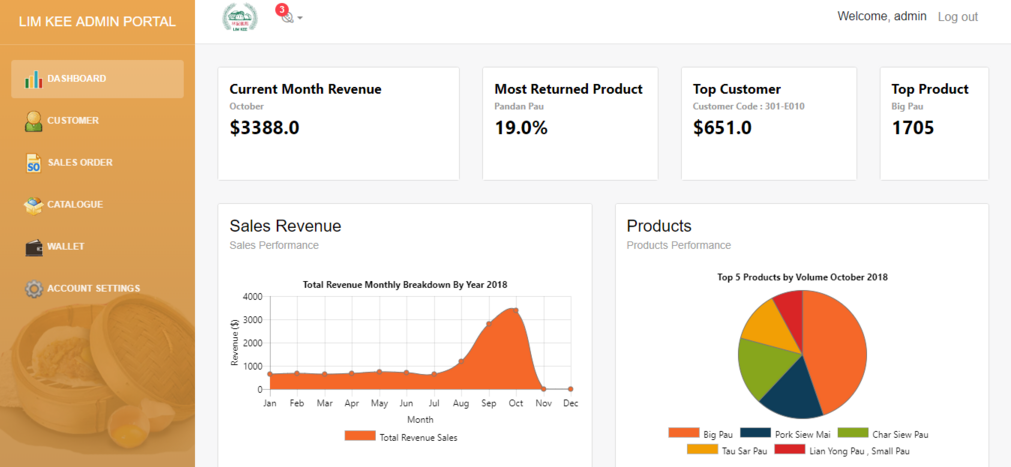 LIM KEE ADMIN PORTAL
LIM KEE
3
Welcome, admin Log out
DASHBOARD
CUSTOMER
SALES ORDER
SO
CATALOGUE
WALLET
ACCOUNT SETTINGS
Current Month Revenue
October
$3388.0
Most Returned Product
Pandan Pau
19.0%
Top Customer
Customer Code : 301-E010
$651.0
Top Product
Big Pau
1705
Sales Revenue
Sales Performance
Total Revenue Monthly Breakdown By Year 2018
Revenue ($)
4000
3000
2000
1000
0
Jan Feb Mar Apr May Jun Jul Aug Sep Oct Nov Dec
Month
Total Revenue Sales
Products
Products Performance
Top 5 Products by Volume October 2018
Big Pau Pork Siew Mai Char Siew Pau
Tau Sar Pau Lian Yong Pau , Small Pau